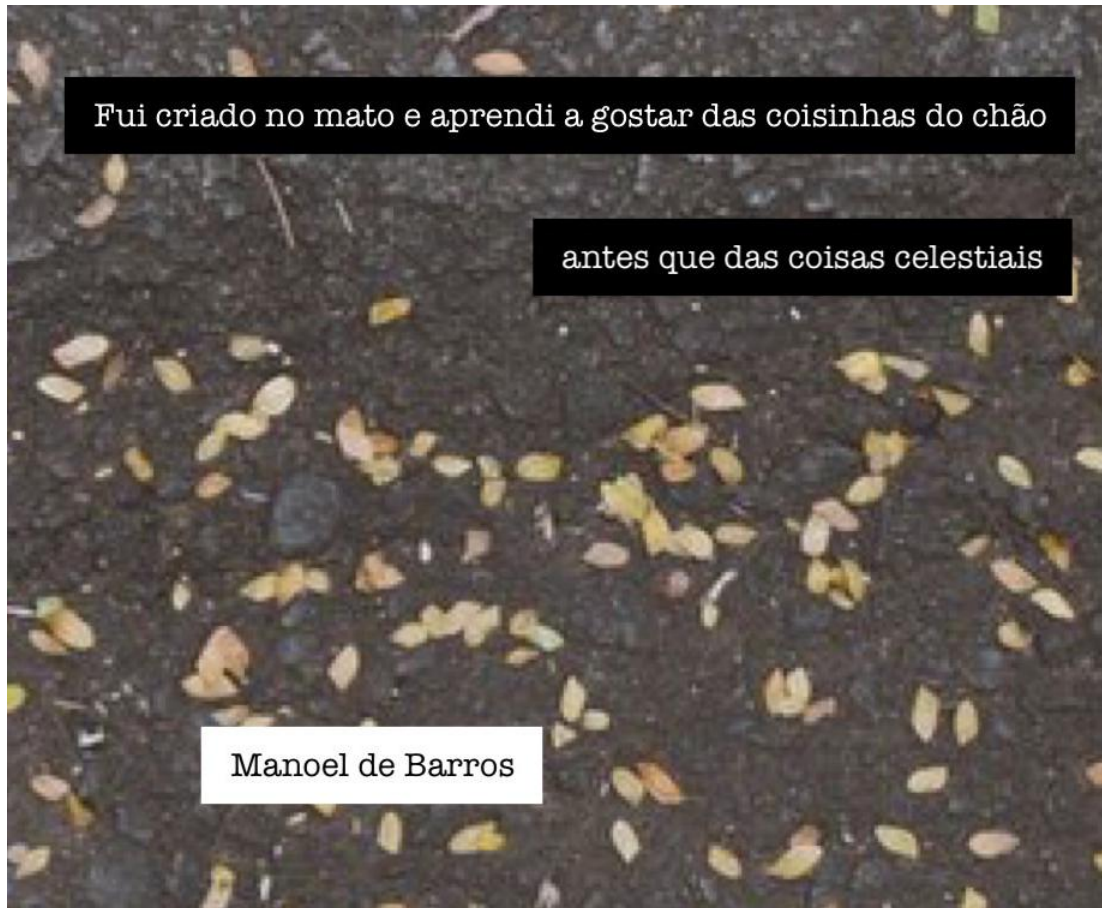 Fui criado no mato e aprendi a gostar das coisinhas do chão
antes que das coisas celestiais
Manoel de Barros